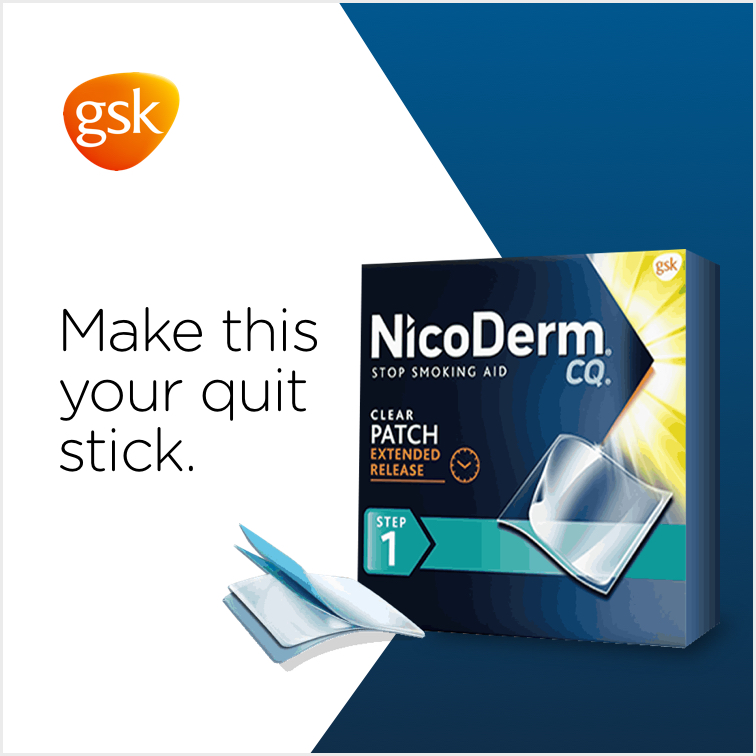 gsk
Make this
your quit
stick.
gsk
NicoDerm®
CQ®
STOP SMOKING AID
CLEAR
PATCH
EXTENDED
RELEASE
STEP
1